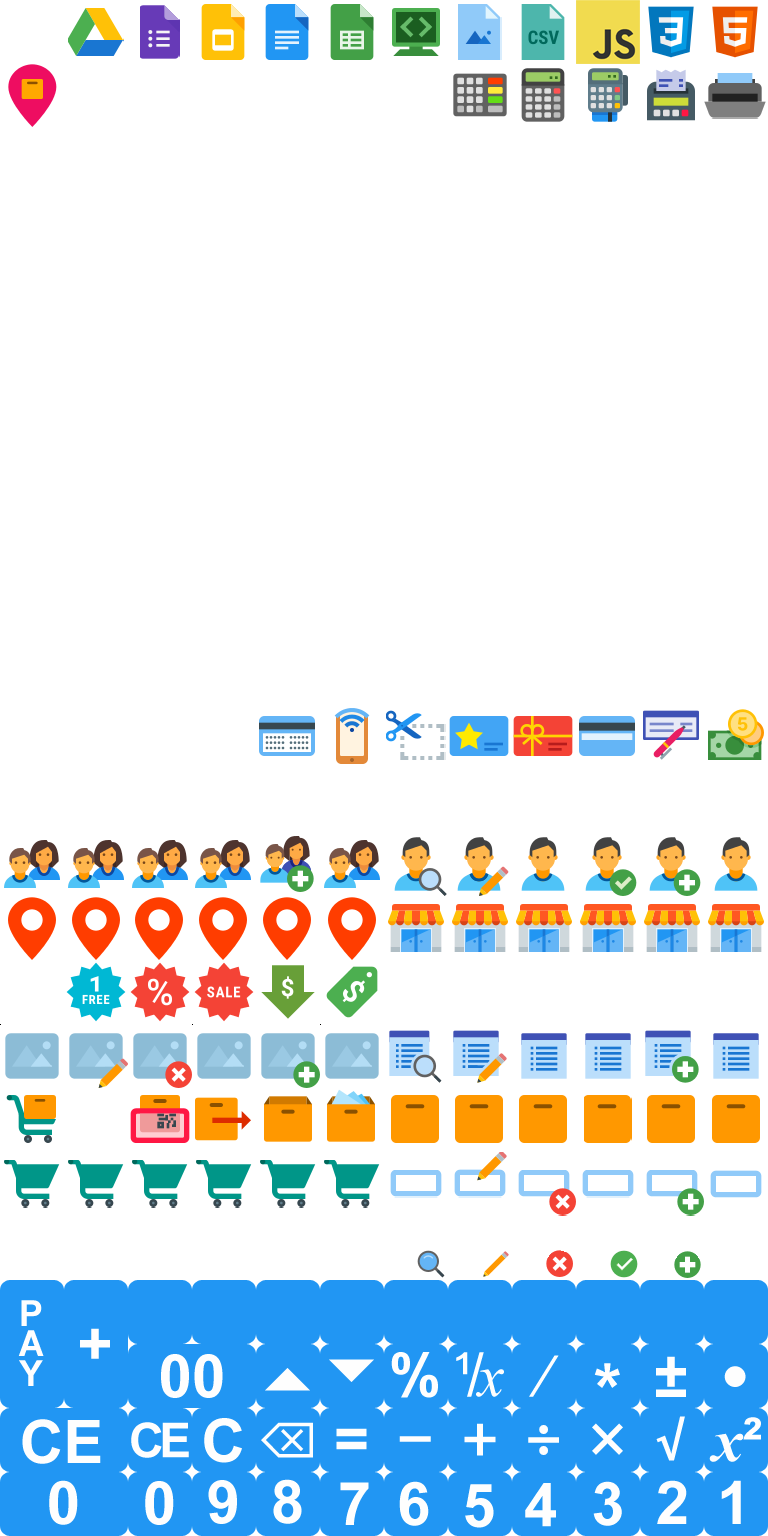 CSV JS 3 5
5
1 FREE % SALE $ $
P
A
Y
+
00 % 1/x / * ± •
CE CE C = − + ÷ × √ x²
0 0 9 8 7 6 5 4 3 2 1